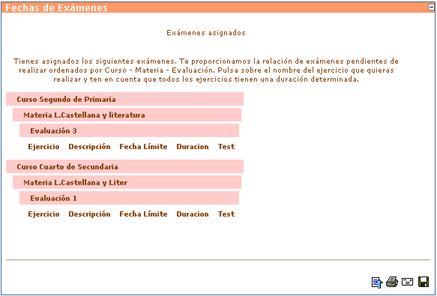 Fechas de Exámenes
Exámenes asignados
Tienes asignados los siguientes exámenes. Te proporcionamos la relación de exámenes pendientes de
realizar ordenados por Curso - Materia - Evaluación. Pulsa sobre el nombre del ejercicio que quieras
realizar y ten en cuenta que todos los ejercicios tienen una duración determinada.
Curso Segundo de Primaria
Materia L.Castellana y literatura
Evaluación 3
Ejercicio Descripción Fecha Límite Duracion Test
Curso Cuarto de Secundaria
Materia L.Castellana y Liter
Evaluación 1
Ejercicio Descripción Fecha Límite Duracion Test